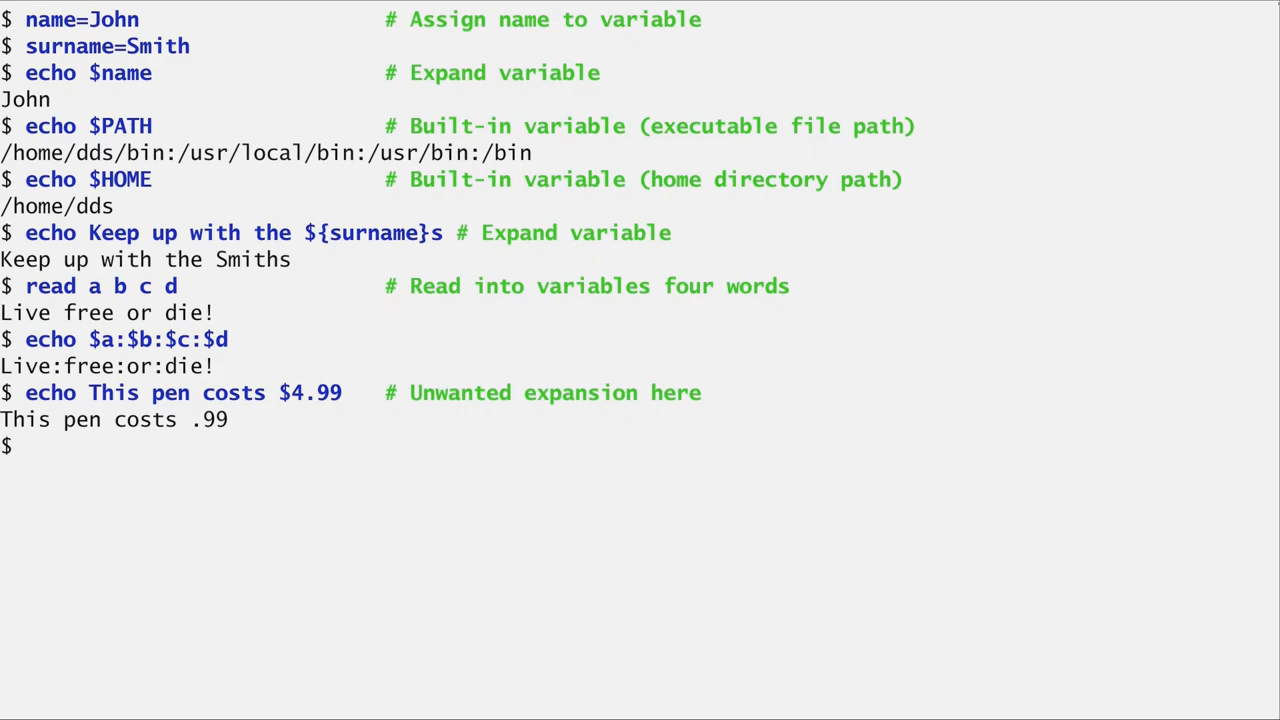 $ name=John # Assign name to variable
$ surname=Smith
$ echo $name # Expand variable
John
$ echo $PATH # Built-in variable (executable file path)
/home/dds/bin:/usr/local/bin:/usr/bin:/bin
$ echo $HOME # Built-in variable (home directory path)
/home/dds
$ echo Keep up with the ${surname}s # Expand variable
Keep up with the Smiths
$ read a b c d # Read into variables four words
Live free or die!
$ echo $a:$b:$c:$d
Live:free:or:die!
$ echo This pen costs $4.99 # Unwanted expansion here
This pen costs .99
$